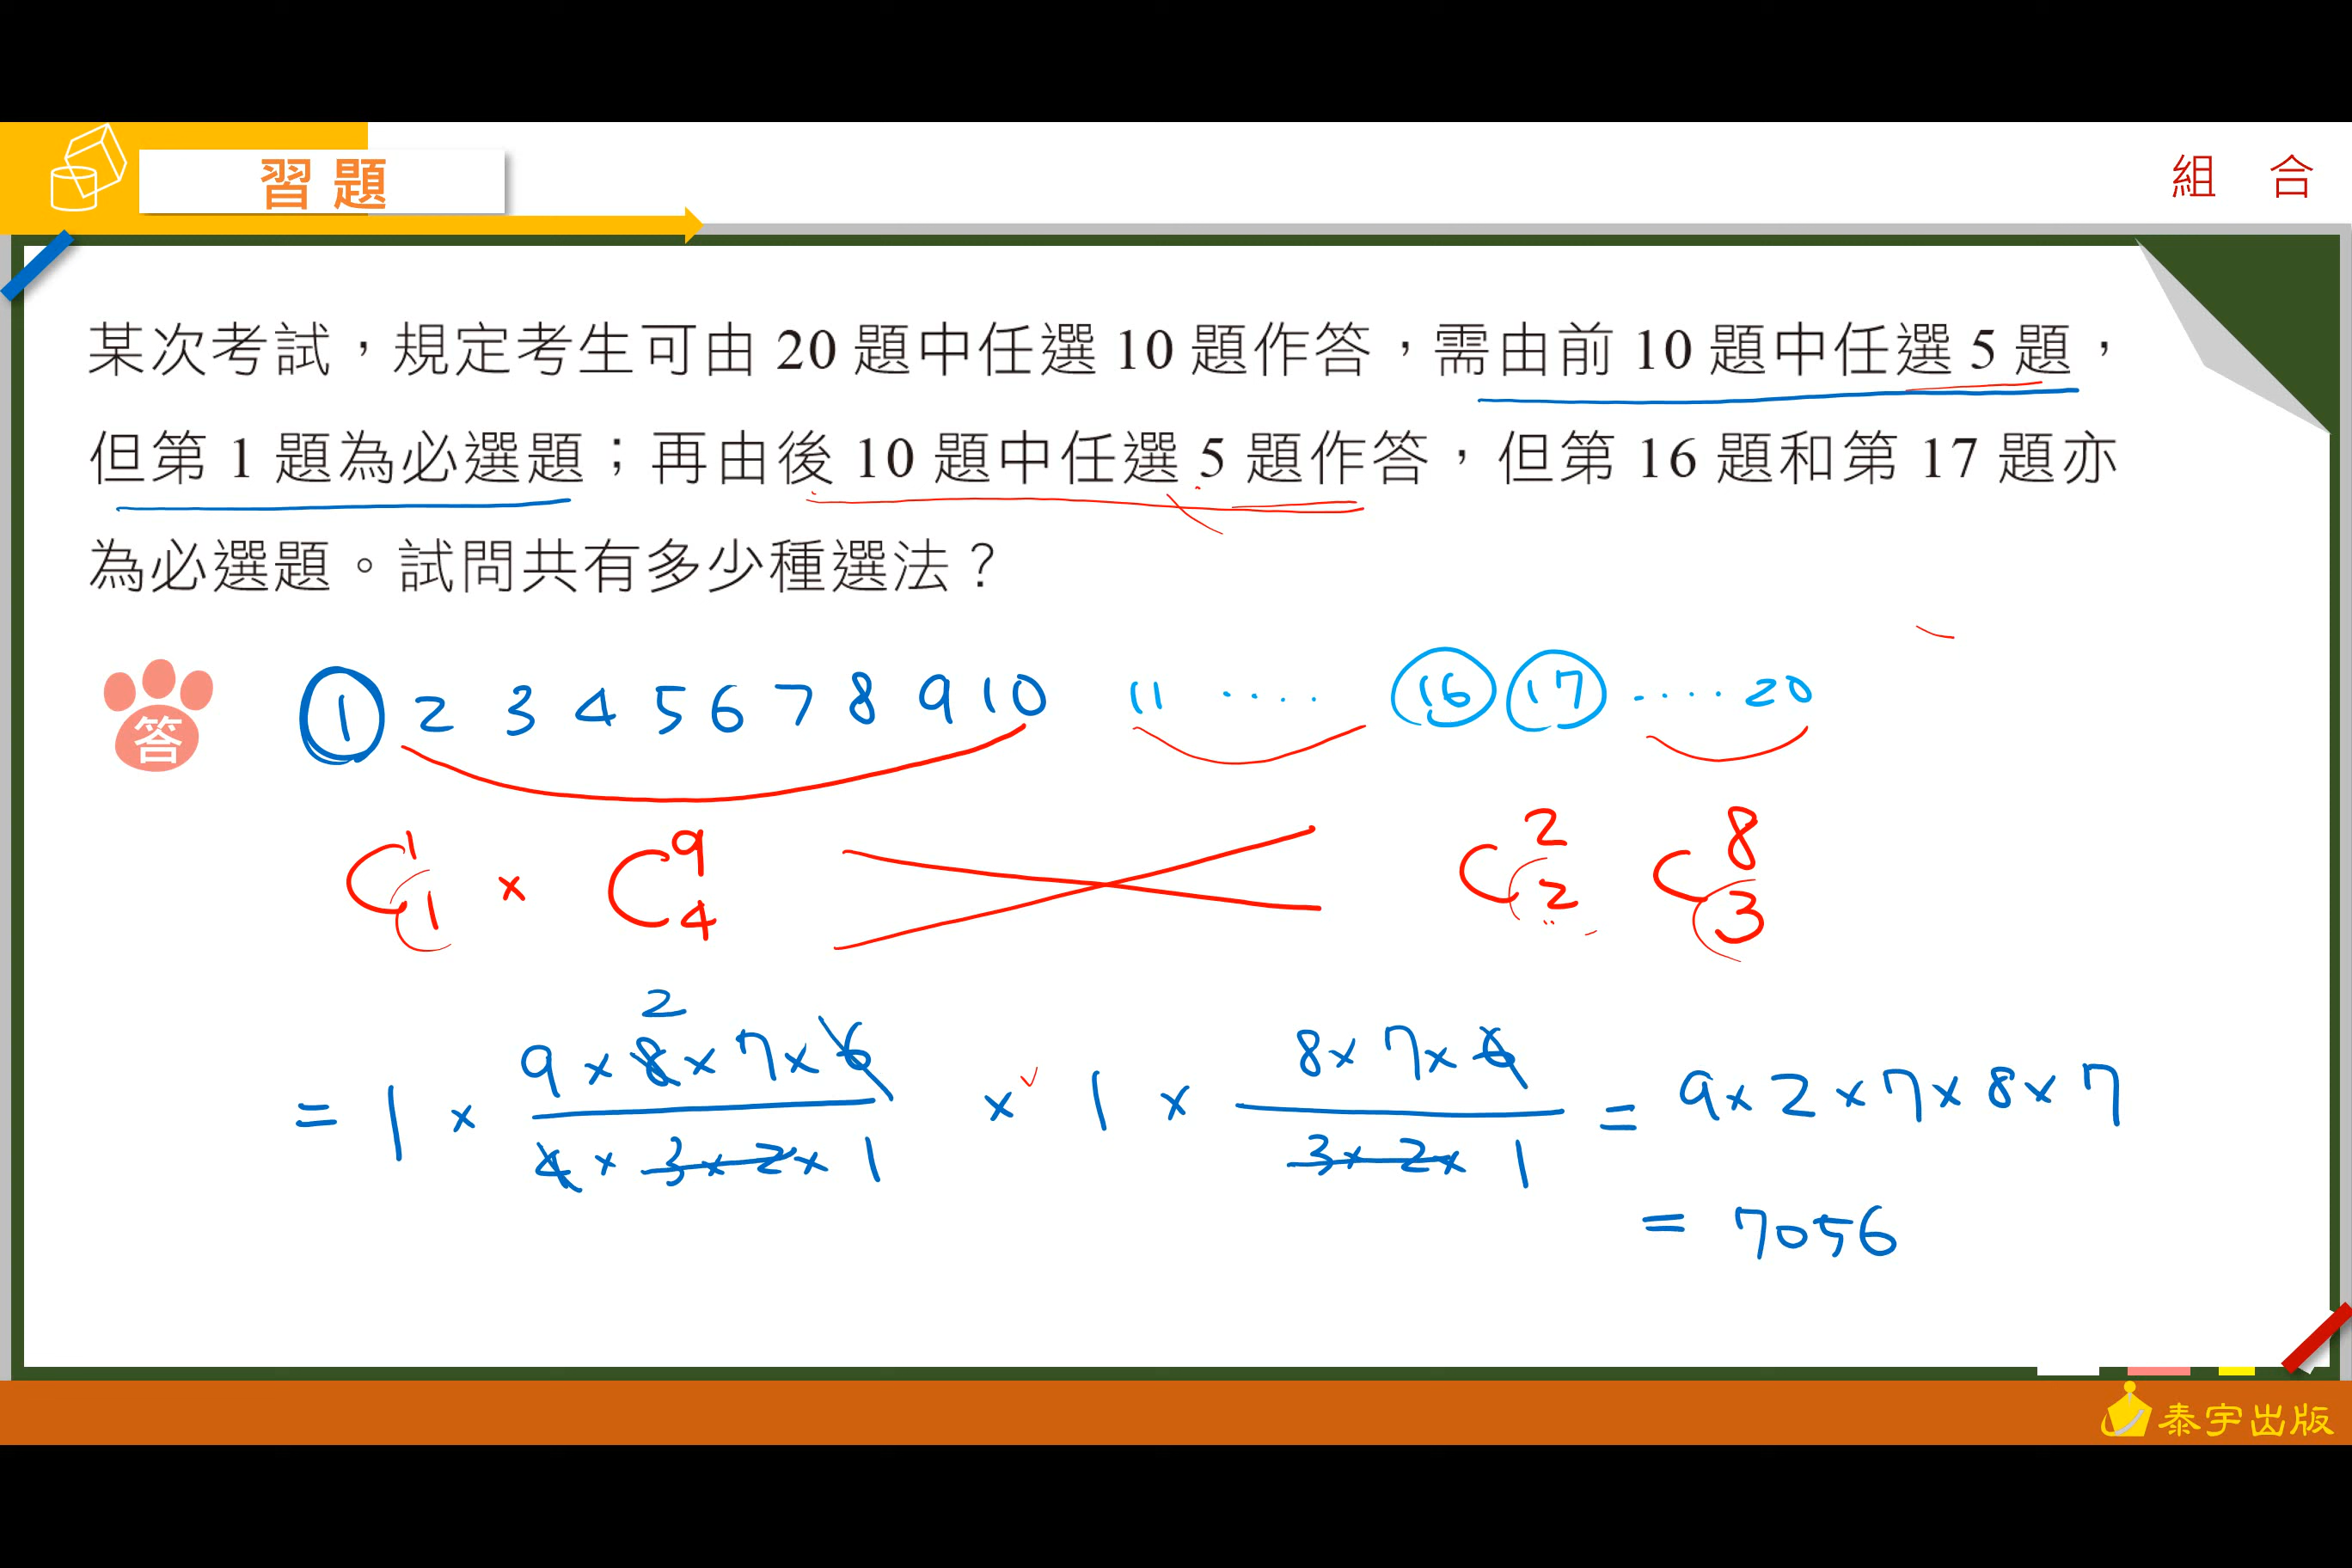 習題
組 合
某次考試，規定考生可由 20 題中任選 10 題作答，需由前 10 題中任選 5 題，
但第 1 題為必選題；再由後 10 題中任選 5 題作答，但第 16 題和第 17 題亦
為必選題。試問共有多少種選法？
答
1 2 3 4 5 6 7 8 9 10 11 ····· 16 17 ····· 20
C¹₁ × C⁹₄ × C²₂ C⁸₃
= 1 × (9×8×7×6)/(4×3×2×1) × 1 × (8×7×6)/(3×2×1) = 9×2×7×8×7
2
= 7056
泰宇出版